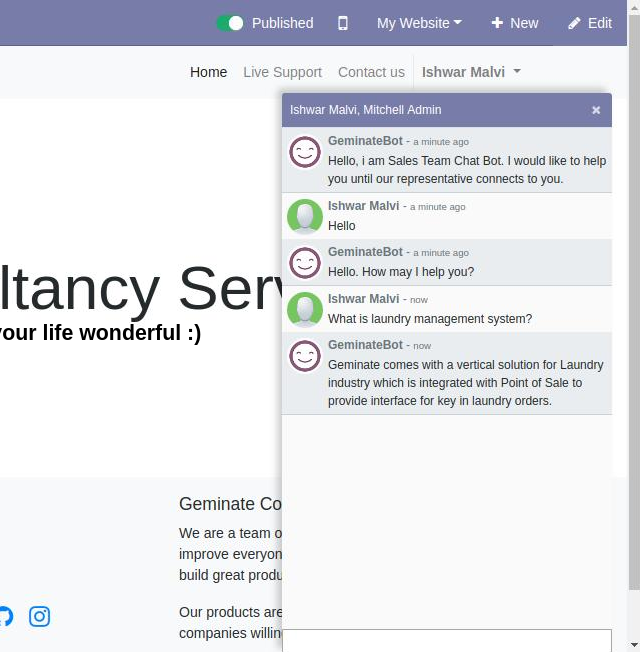 Published My Website New Edit
Home Live Support Contact us Ishwar Malvi
Ishwar Malvi, Mitchell Admin
GeminateBot - a minute ago
Hello, i am Sales Team Chat Bot. I would like to help
you until our representative connects to you.
Ishwar Malvi - a minute ago
Hello
GeminateBot - a minute ago
Hello. How may I help you?
Ishwar Malvi - now
What is laundry management system?
GeminateBot - now
Geminate comes with a vertical solution for Laundry
industry which is integrated with Point of Sale to
provide interface for key in laundry orders.
ltancy Serv
your life wonderful :)
Geminate Co
We are a team o
improve everyon
build great produ
Our products are
companies willin